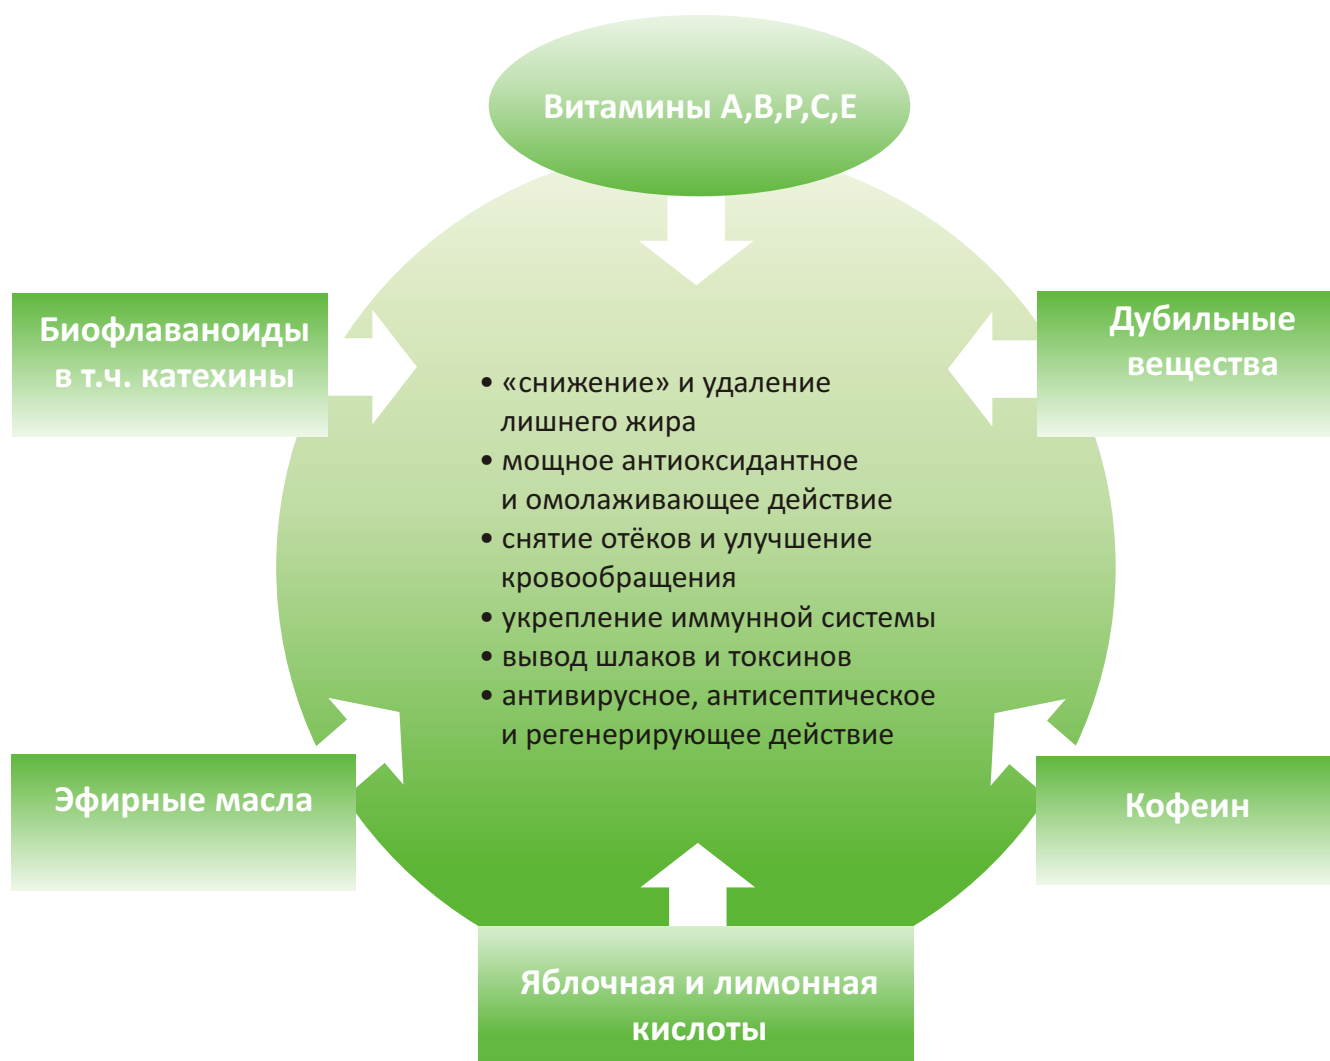 Витамины А,В,Р,С,Е
Биофлаваноиды
в т.ч. катехины
Дубильные
вещества
• «снижение» и удаление
лишнего жира
• мощное антиоксидантное
и омолаживающее действие
• снятие отёков и улучшение
кровообращения
• укрепление иммунной системы
• вывод шлаков и токсинов
• антивирусное, антисептическое
и регенерирующее действие
Эфирные масла
Кофеин
Яблочная и лимонная
кислоты